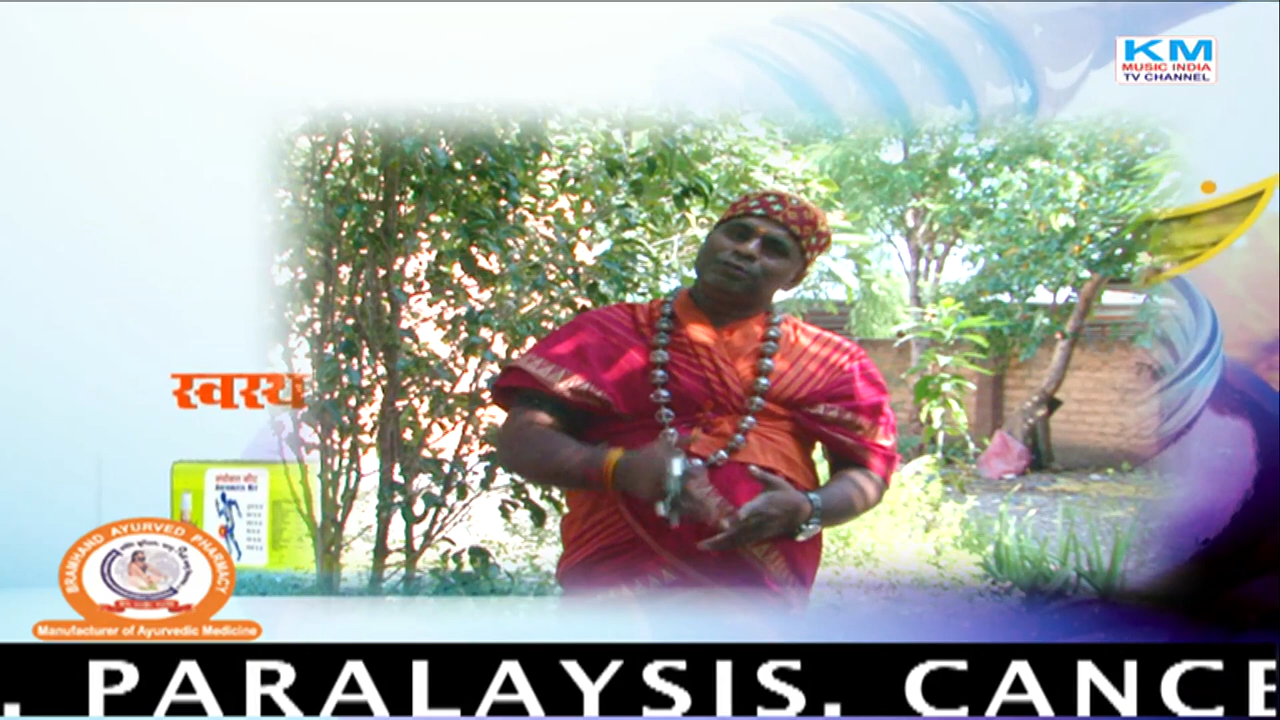 KM
MUSIC INDIA
TV CHANNEL
स्वस्थ
BRAMHAND AYURVED PHARMACY
Manufacturer of Ayurvedic Medicine
. PARALAYSIS. CANCE